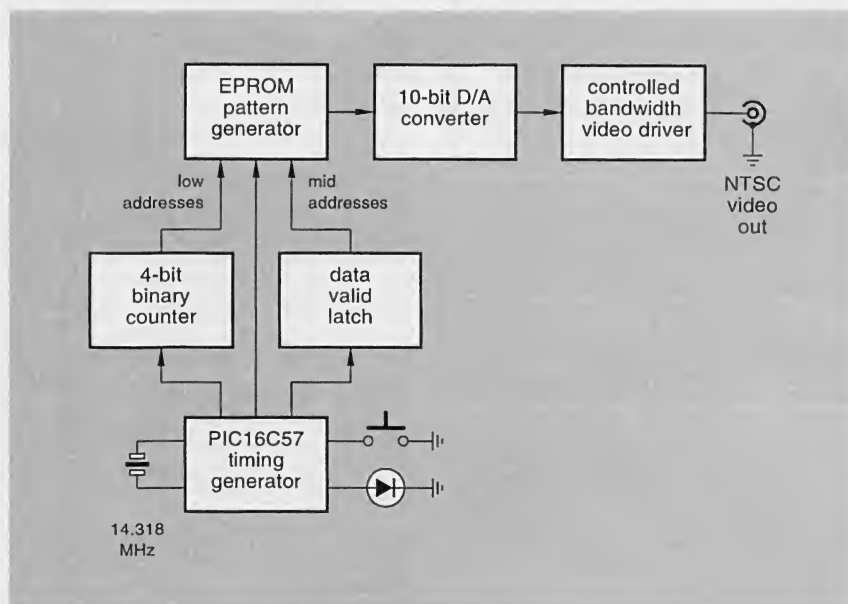 EPROM
pattern
generator
10-bit D/A
converter
controlled
bandwidth
video driver
low
addresses
mid
addresses
NTSC
video
out
4-bit
binary
counter
data
valid
latch
PIC16C57
timing
generator
14.318
MHz